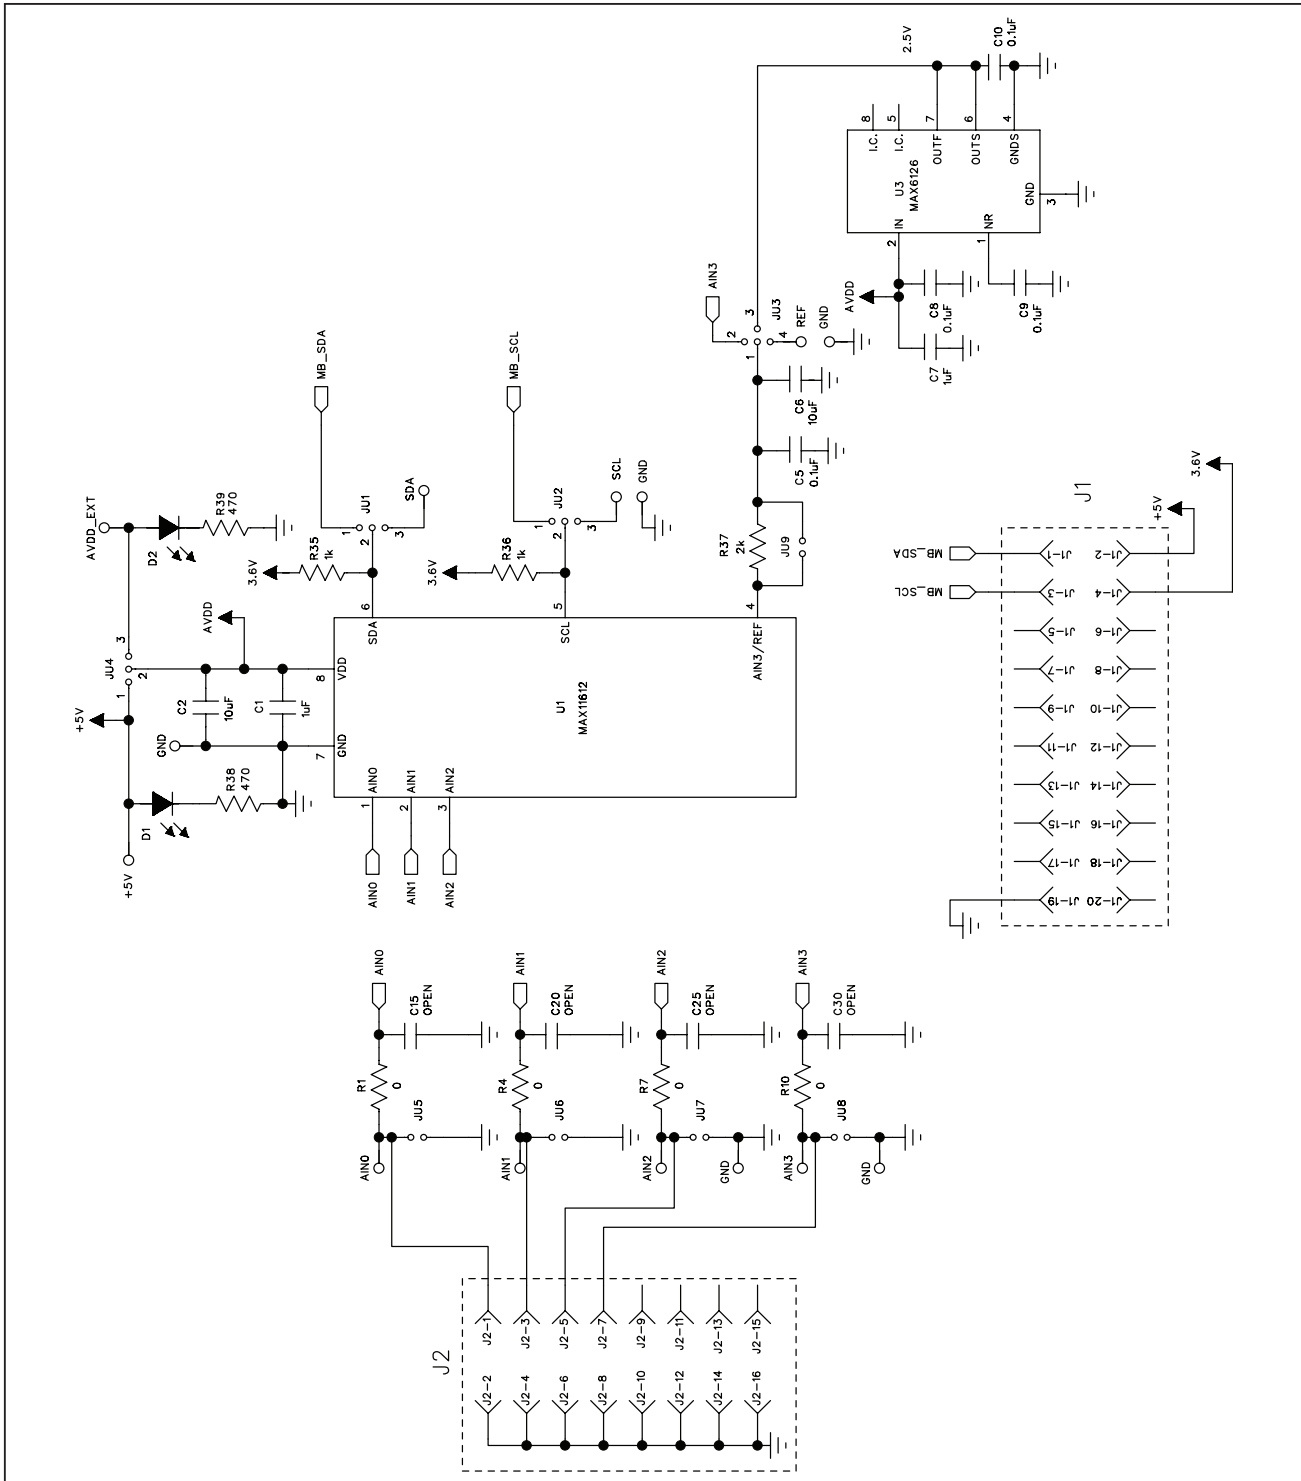 2.5V
C10
0.1uF
I.C.
8
I.C.
5
OUTF
7
OUTS
6
GNDS
4
U3
MAX6126
GND
3
IN
2
NR
1
AVDD
C8
0.1uF
C9
0.1uF
C7
1uF
AIN3
JU3
1
2
3
4
REF
GND
C6
10uF
C5
0.1uF
R37
2k
JU9
MB_SDA
JU1
1
2
3
SDA
R35
1k
3.6V
MB_SCL
JU2
1
2
3
SCL
GND
R36
1k
3.6V
AVDD_EXT
D2
R39
470
AVDD
JU4
1
2
3
+5V
C2
10uF
C1
1uF
GND
R38
470
D1
+5V
U1
MAX11612
VDD
8
GND
7
SDA
6
SCL
5
AIN3/REF
4
AIN0
1
AIN1
2
AIN2
3
AIN0
AIN1
AIN2
J1
3.6V
+5V
MB_SDA
MB_SCL
J1-1
J1-2
J1-3
J1-4
J1-5
J1-6
J1-7
J1-8
J1-9
J1-10
J1-11
J1-12
J1-13
J1-14
J1-15
J1-16
J1-17
J1-18
J1-19
J1-20
AIN0
C15
OPEN
R1
0
JU5
AIN0
AIN1
C20
OPEN
R4
0
JU6
AIN1
AIN2
C25
OPEN
R7
0
JU7
AIN2
GND
AIN3
C30
OPEN
R10
0
JU8
AIN3
GND
J2
J2-1
J2-2
J2-3
J2-4
J2-5
J2-6
J2-7
J2-8
J2-9
J2-10
J2-11
J2-12
J2-13
J2-14
J2-15
J2-16